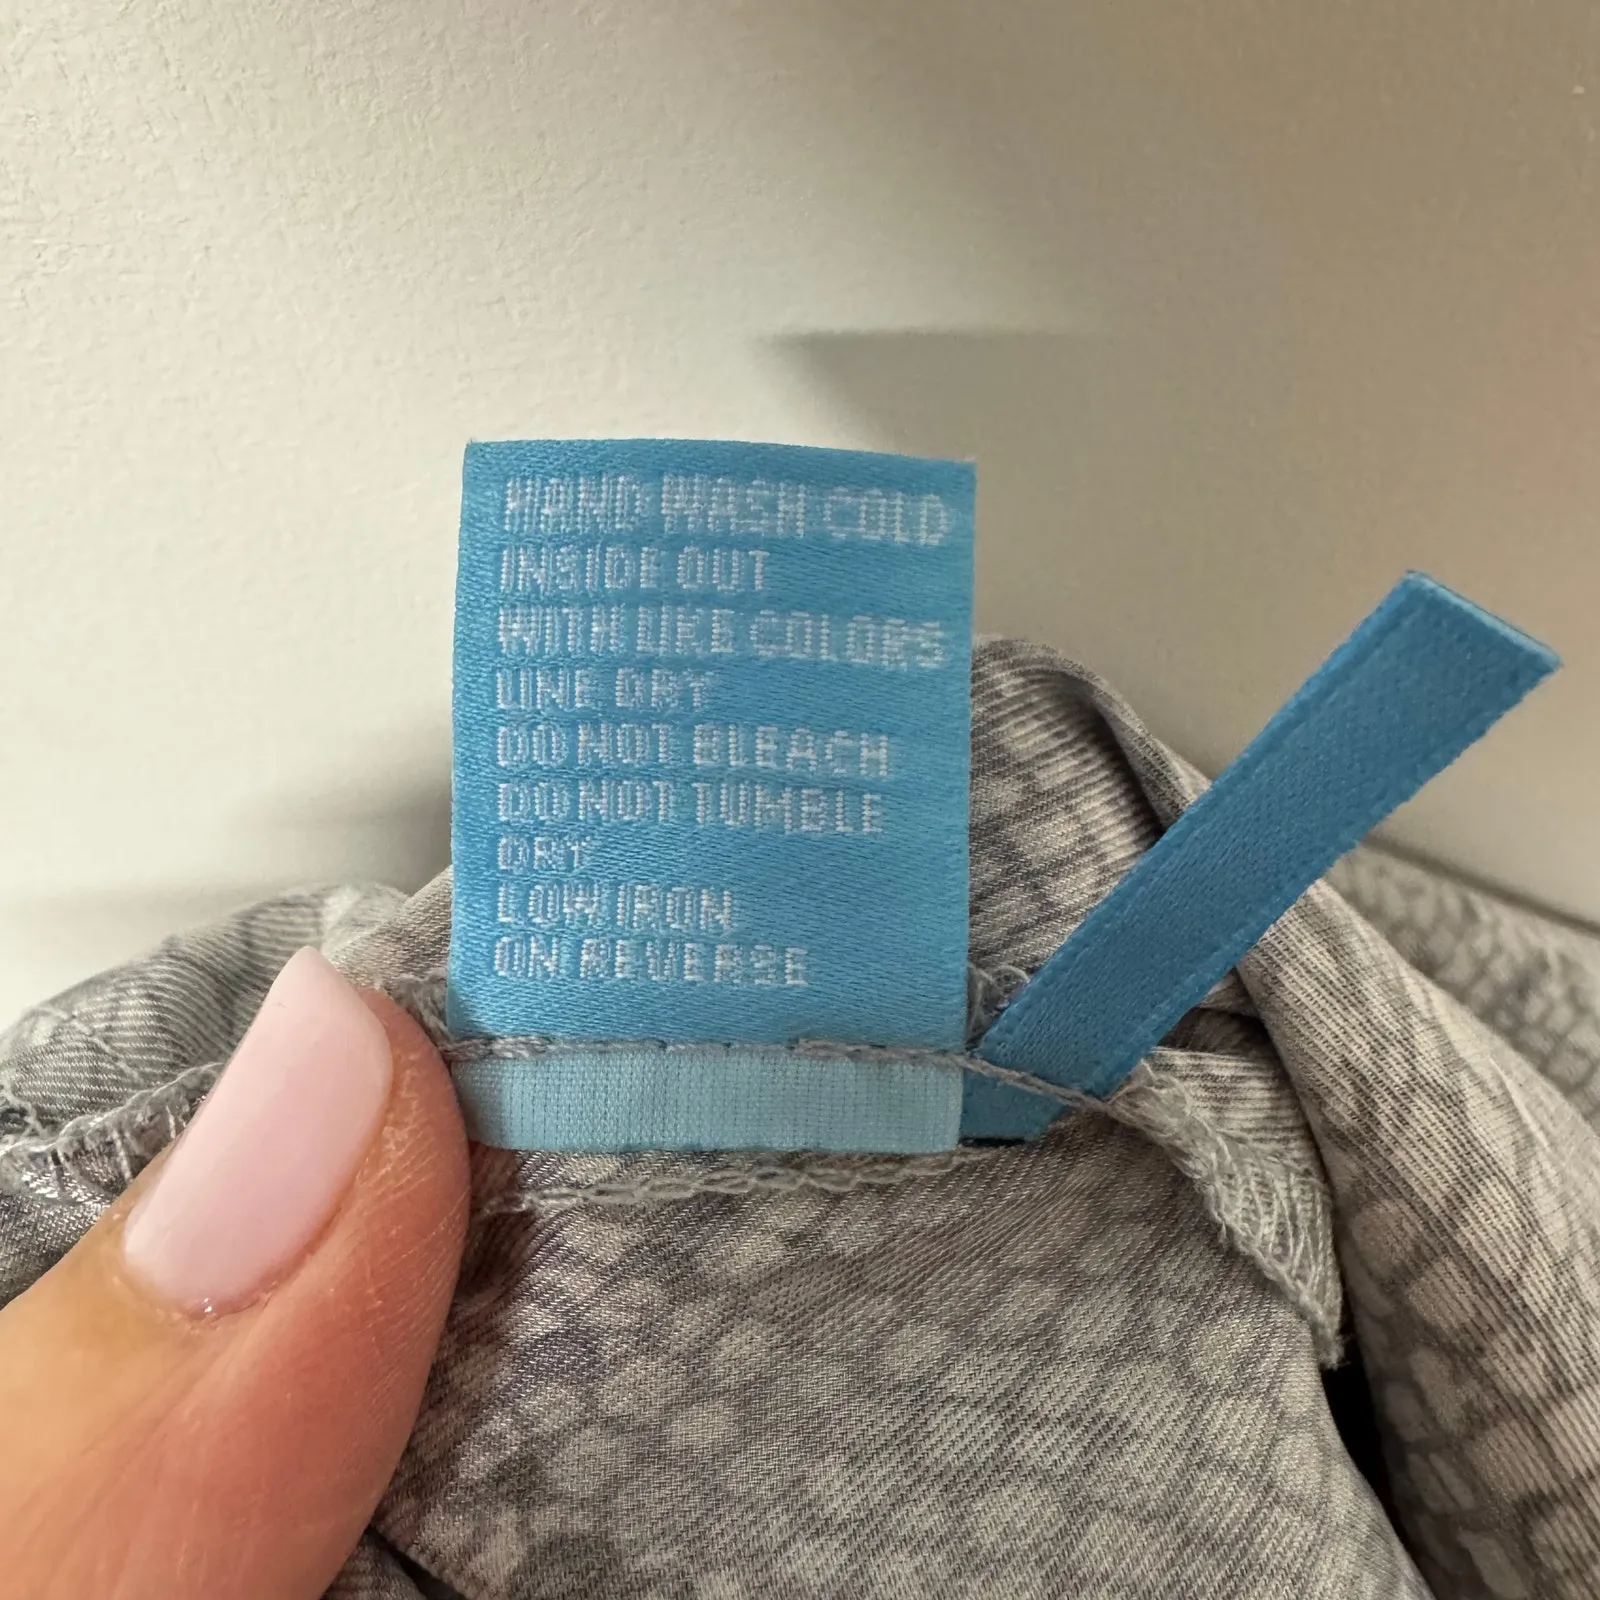 HAND WASH COLD
INSIDE OUT
WITH LIKE COLORS
LINE DRY
DO NOT BLEACH
DO NOT TUMBLE
DRY
LOW IRON
ON REVERSE